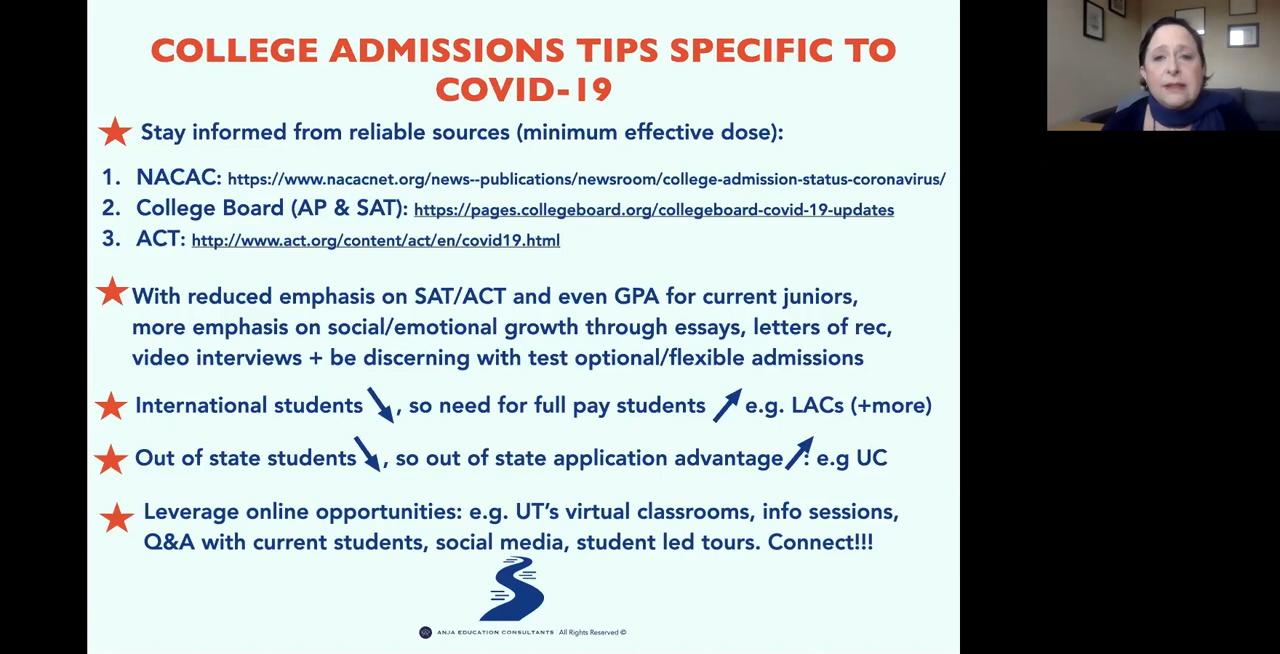 COLLEGE ADMISSIONS TIPS SPECIFIC TO
COVID-19
Stay informed from reliable sources (minimum effective dose):
1. NACAC: https://www.nacacnet.org/news--publications/newsroom/college-admission-status-coronavirus/
2. College Board (AP & SAT): https://pages.collegeboard.org/collegeboard-covid-19-updates
3. ACT: http://www.act.org/content/act/en/covid19.html
With reduced emphasis on SAT/ACT and even GPA for current juniors,
more emphasis on social/emotional growth through essays, letters of rec,
video interviews + be discerning with test optional/flexible admissions
International students , so need for full pay students e.g. LACs (+more)
Out of state students , so out of state application advantage : e.g UC
Leverage online opportunities: e.g. UT’s virtual classrooms, info sessions,
Q&A with current students, social media, student led tours. Connect!!!
ANJA EDUCATION CONSULTANTS All Rights Reserved ©